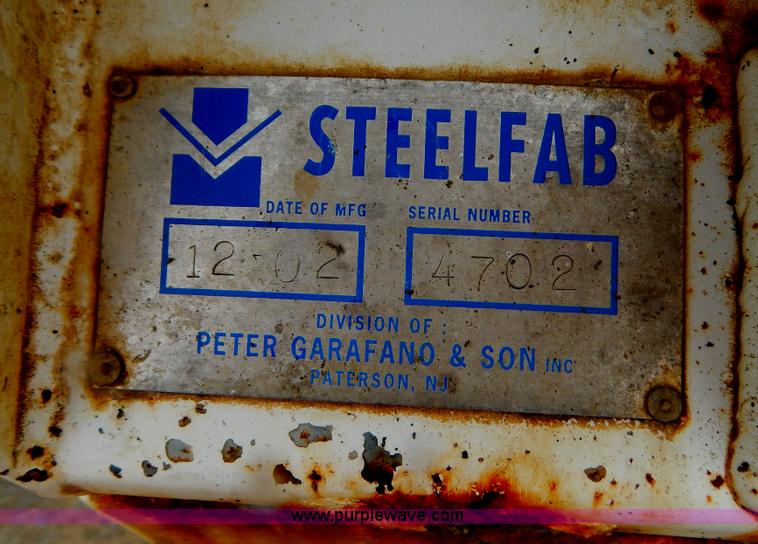 STEELFAB
DATE OF MFG SERIAL NUMBER
12-02 4702
DIVISION OF :
PETER GARAFANO & SON INC
PATERSON, NJ
www.purplewave.com